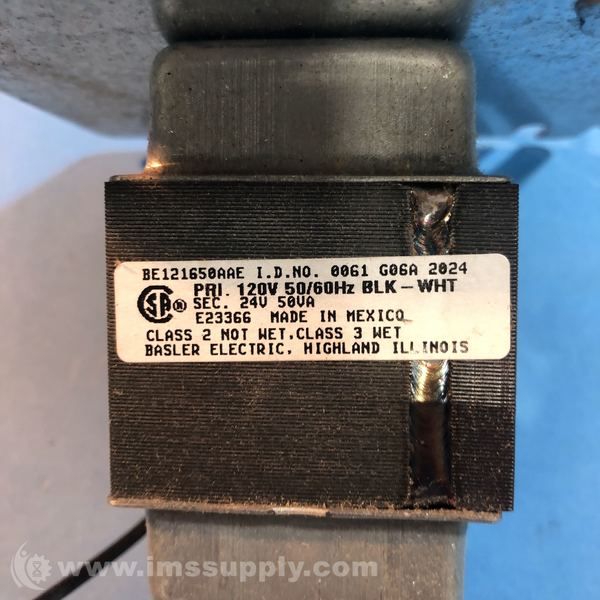 BE121650AAE I.D.NO. 0061 G06A 2024
PRI. 120V 50/60Hz BLK-WHT
SA ® SEC. 24V 50VA
E23366 MADE IN MEXICO
CLASS 2 NOT WET.CLASS 3 WET
BASLER ELECTRIC, HIGHLAND ILLINOIS
www.imssupply.com